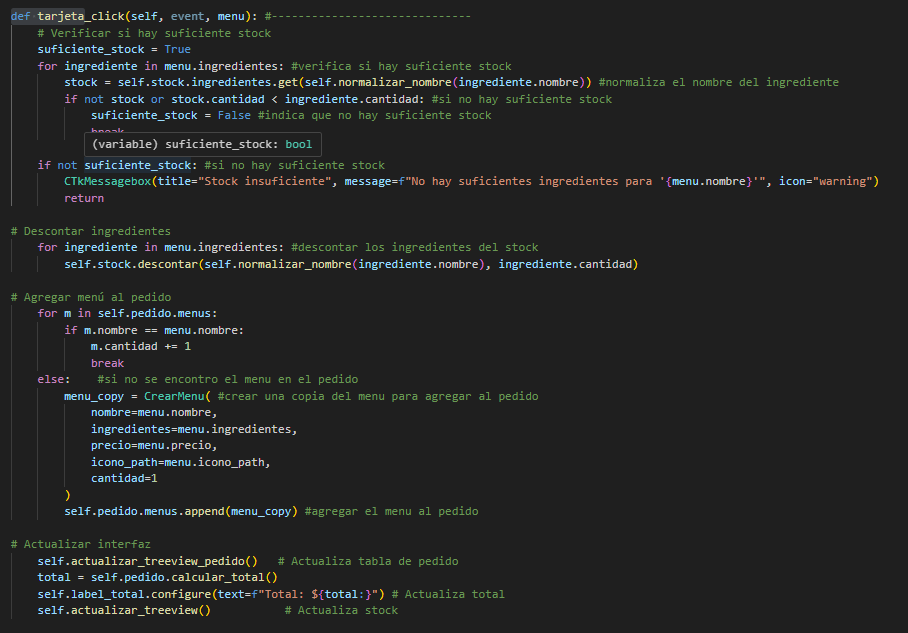 def tarjeta_click(self, event, menu): #------------------------------
    # Verificar si hay suficiente stock
    suficiente_stock = True
    for ingrediente in menu.ingredientes: #verifica si hay suficiente stock
        stock = self.stock.ingredientes.get(self.normalizar_nombre(ingrediente.nombre)) #normaliza el nombre del ingrediente
        if not stock or stock.cantidad < ingrediente.cantidad: #si no hay suficiente stock
            suficiente_stock = False #indica que no hay suficiente stock
            break
(variable) suficiente_stock: bool
    if not suficiente_stock: #si no hay suficiente stock
        CTkMessagebox(title="Stock insuficiente", message=f"No hay suficientes ingredientes para '{menu.nombre}'", icon="warning")
        return
# Descontar ingredientes
    for ingrediente in menu.ingredientes: #descontar los ingredientes del stock
        self.stock.descontar(self.normalizar_nombre(ingrediente.nombre), ingrediente.cantidad)
# Agregar menú al pedido
    for m in self.pedido.menus:
        if m.nombre == menu.nombre:
            m.cantidad += 1
            break
    else:    #si no se encontro el menu en el pedido
        menu_copy = CrearMenu( #crear una copia del menu para agregar al pedido
            nombre=menu.nombre,
            ingredientes=menu.ingredientes,
            precio=menu.precio,
            icono_path=menu.icono_path,
            cantidad=1
        )
        self.pedido.menus.append(menu_copy) #agregar el menu al pedido
# Actualizar interfaz
    self.actualizar_treeview_pedido()   # Actualiza tabla de pedido
    total = self.pedido.calcular_total()
    self.label_total.configure(text=f"Total: ${total:}") # Actualiza total
    self.actualizar_treeview()           # Actualiza stock